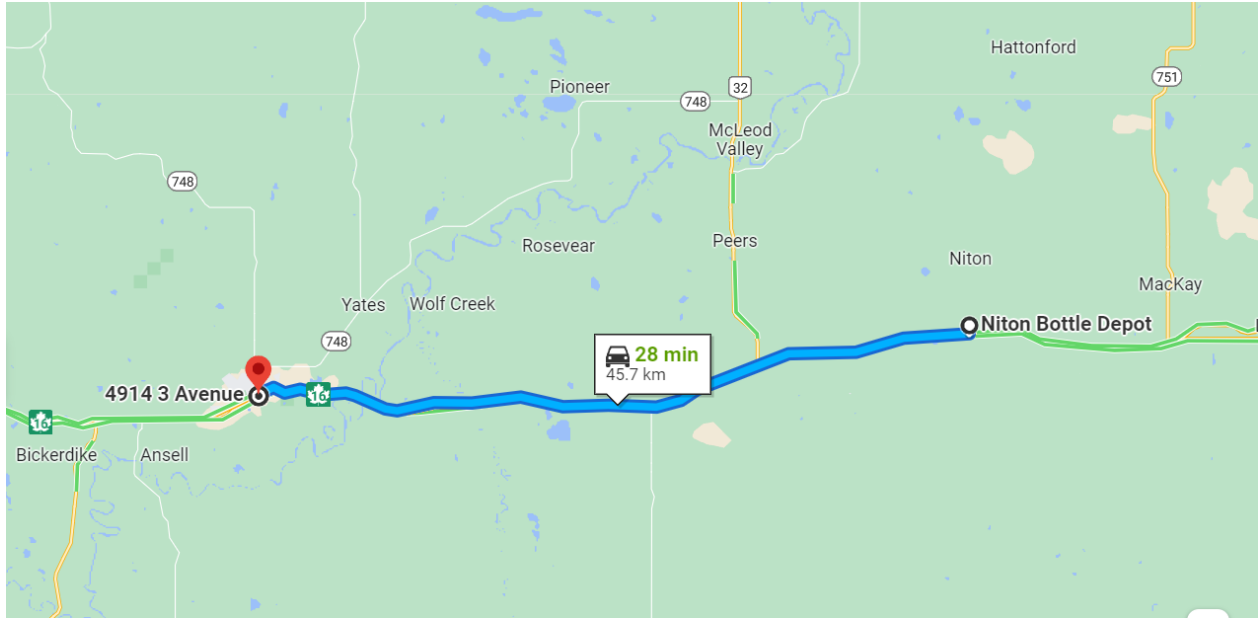 Hattonford
751
Pioneer
32
748
McLeod
Valley
748
Rosevear
Peers
Niton
MacKay
Yates
Wolf Creek
Niton Bottle Depot
748
28 min
45.7 km
4914 3 Avenue
16
16
Bickerdike
Ansell